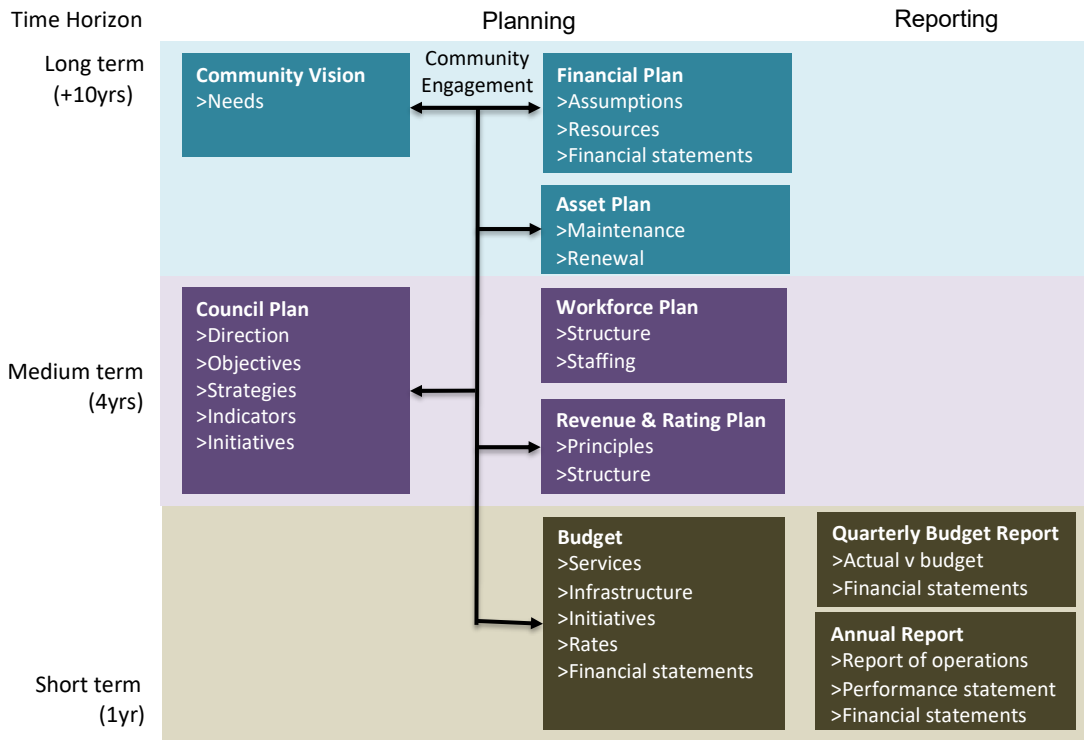 Time Horizon
Planning
Reporting
Long term
(+10yrs)
Community Vision
>Needs
Community
Engagement
Financial Plan
>Assumptions
>Resources
>Financial statements
Asset Plan
>Maintenance
>Renewal
Medium term
(4yrs)
Council Plan
>Direction
>Objectives
>Strategies
>Indicators
>Initiatives
Workforce Plan
>Structure
>Staffing
Revenue & Rating Plan
>Principles
>Structure
Short term
(1yr)
Budget
>Services
>Infrastructure
>Initiatives
>Rates
>Financial statements
Quarterly Budget Report
>Actual v budget
>Financial statements
Annual Report
>Report of operations
>Performance statement
>Financial statements